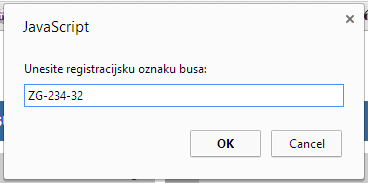 JavaScript
Unesite registracijsku oznaku busa:
ZG-234-32
OK
Cancel